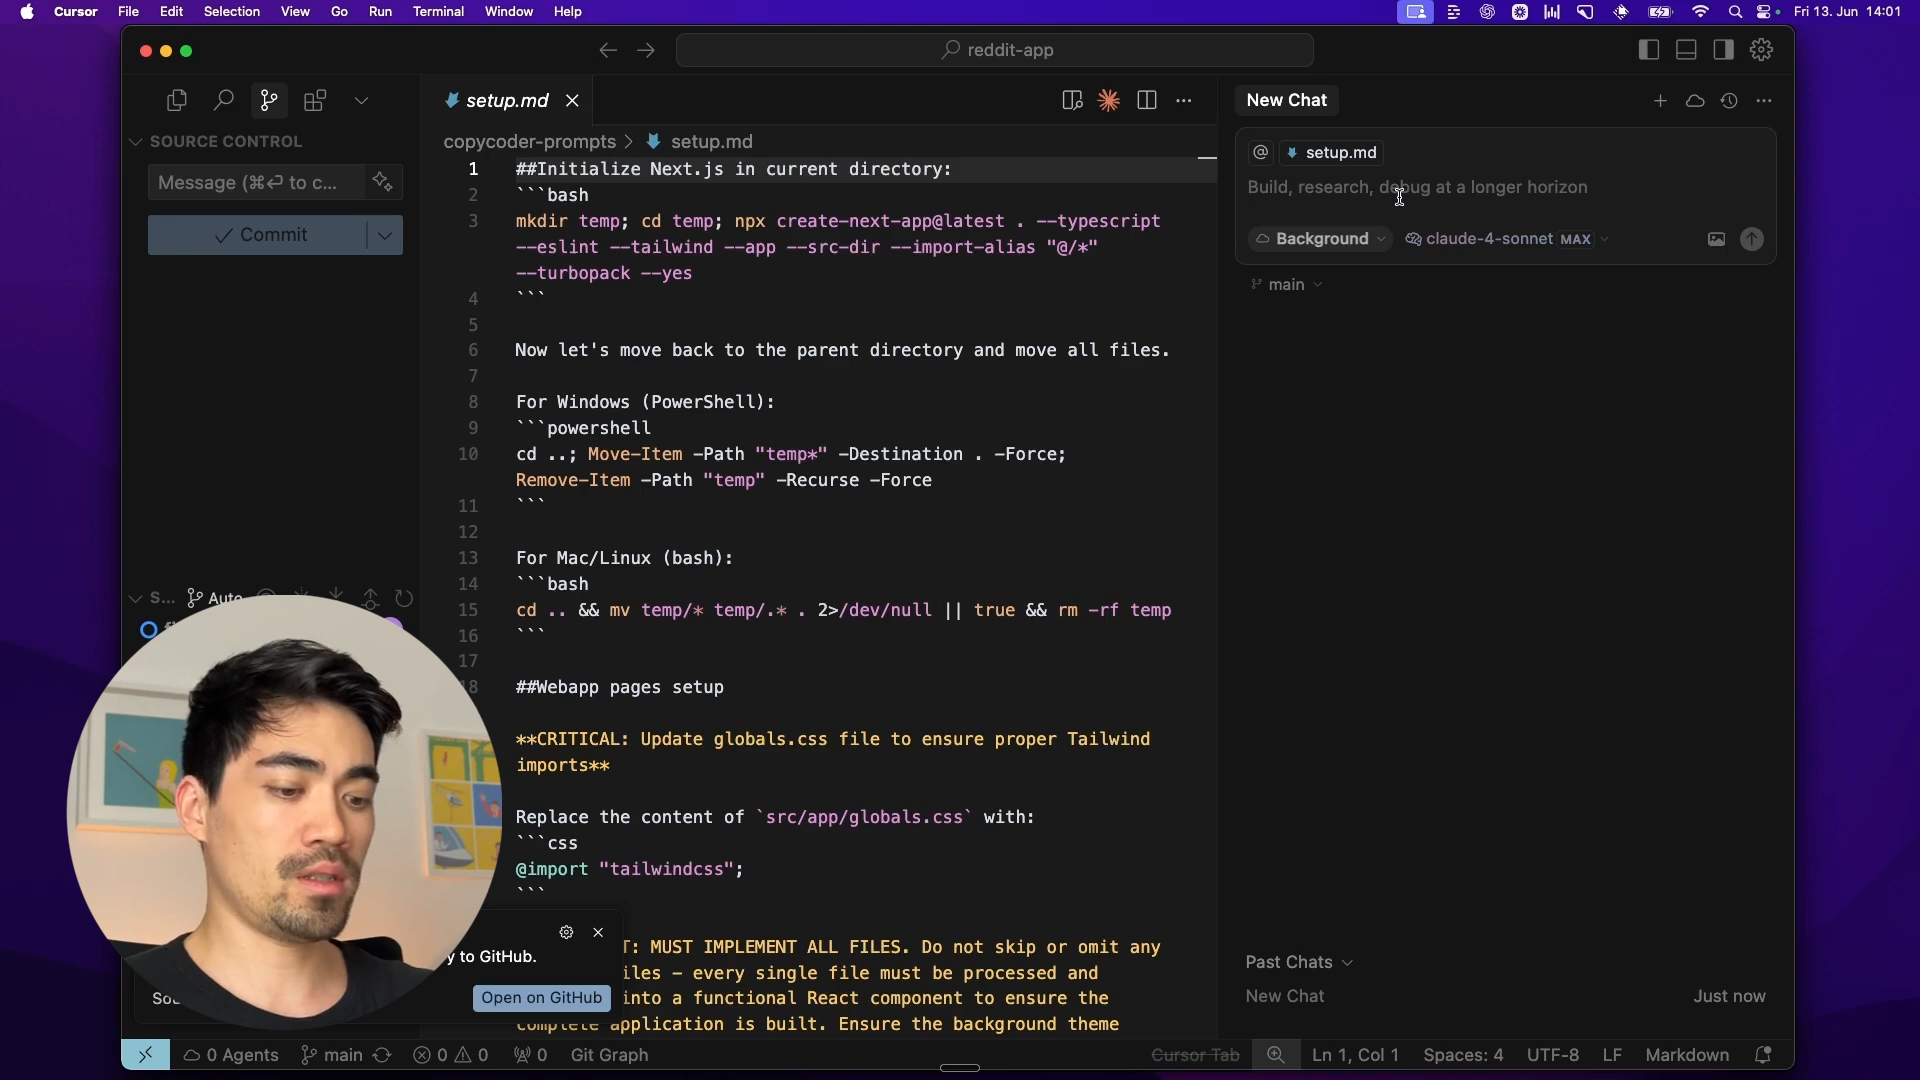 Cursor File Edit Selection View Go Run Terminal Window Help
Fri 13. Jun 14:01
reddit-app
setup.md
New Chat
SOURCE CONTROL
Message (⌘⏎ to c...
Commit
copycoder-prompts > setup.md
1 ##Initialize Next.js in current directory:
2 ```bash
3 mkdir temp; cd temp; npx create-next-app@latest . --typescript
--eslint --tailwind --app --src-dir --import-alias "@/*"
--turbopack --yes
4 ```
5
6 Now let's move back to the parent directory and move all files.
7
8 For Windows (PowerShell):
9 ```powershell
10 cd ..; Move-Item -Path "temp*" -Destination . -Force;
Remove-Item -Path "temp" -Recurse -Force
11 ```
12
13 For Mac/Linux (bash):
14 ```bash
15 cd .. && mv temp/* temp/.* . 2>/dev/null || true && rm -rf temp
16 ```
17
18 ##Webapp pages setup
**CRITICAL: Update globals.css file to ensure proper Tailwind
imports**
Replace the content of `src/app/globals.css` with:
```css
@import "tailwindcss";
```
T: MUST IMPLEMENT ALL FILES. Do not skip or omit any
iles - every single file must be processed and
into a functional React component to ensure the
complete application is built. Ensure the background theme
@ setup.md
Build, research, debug at a longer horizon
Background claude-4-sonnet MAX
main
Past Chats
New Chat Just now
S... Auto
y to GitHub.
Sou
Open on GitHub
0 Agents main 0 0 0 Git Graph
Cursor Tab Ln 1, Col 1 Spaces: 4 UTF-8 LF Markdown